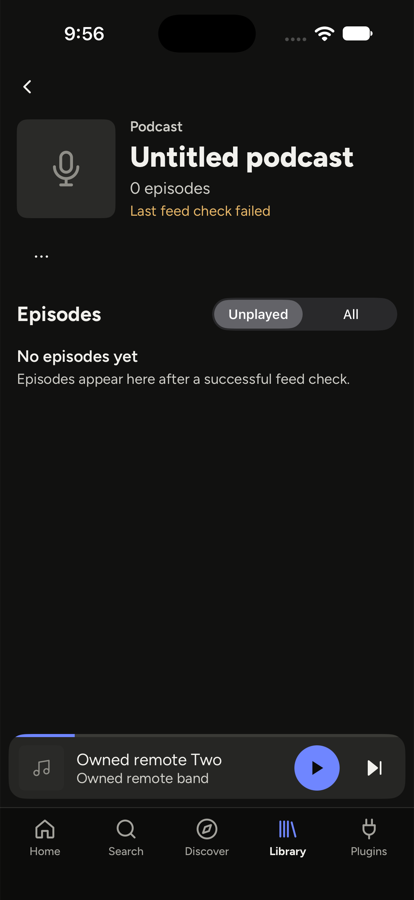 9:56
Podcast
Untitled podcast
0 episodes
Last feed check failed
...
Episodes
Unplayed
All
No episodes yet
Episodes appear here after a successful feed check.
Owned remote Two
Owned remote band
Home
Search
Discover
Library
Plugins